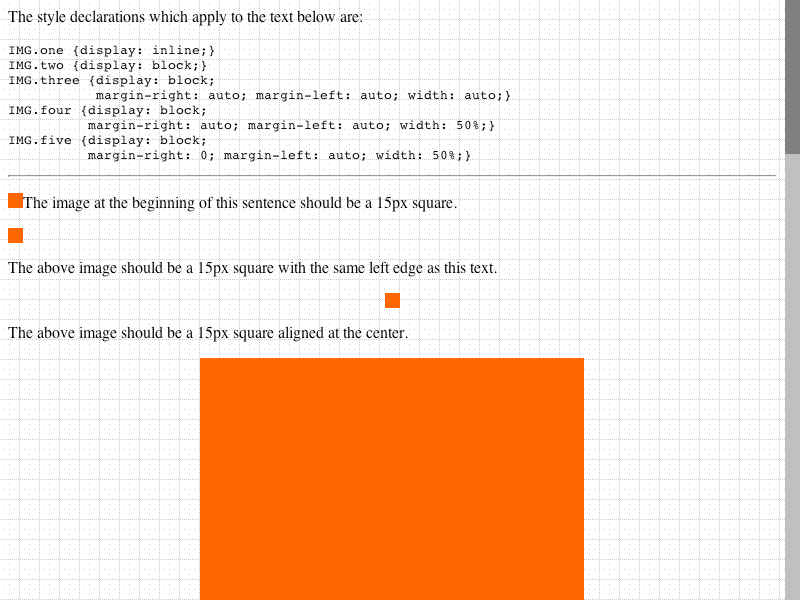 The style declarations which apply to the text below are:
IMG.one {display: inline;}
IMG.two {display: block;}
IMG.three {display: block;
margin-right: auto; margin-left: auto; width: auto;}
IMG.four {display: block;
margin-right: auto; margin-left: auto; width: 50%;}
IMG.five {display: block;
margin-right: 0; margin-left: auto; width: 50%;}
The image at the beginning of this sentence should be a 15px square.
The above image should be a 15px square with the same left edge as this text.
The above image should be a 15px square aligned at the center.